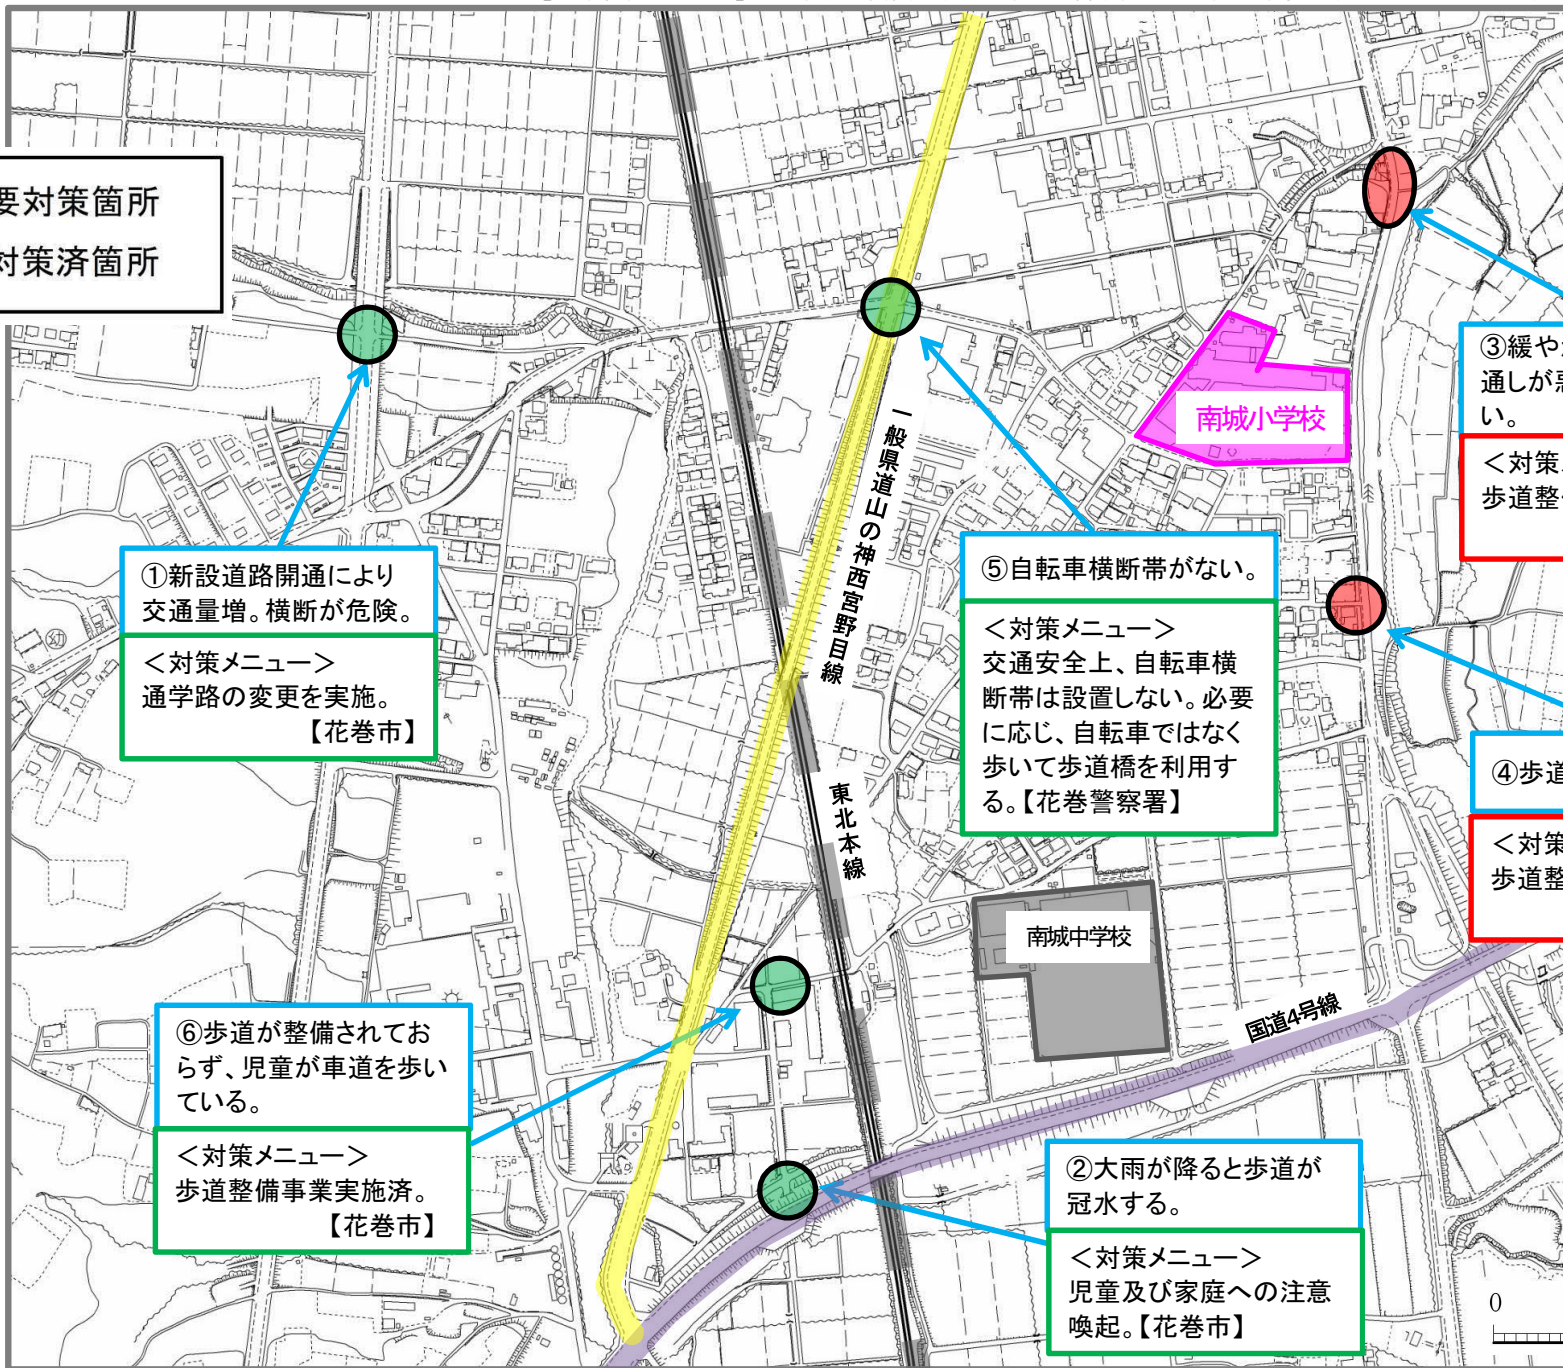 要対策箇所
対策済箇所
南城小学校
③緩や
通しが
い。
＜対策
歩道整
一般県道山の神西宮野目線
①新設道路開通により
交通量増。横断が危険。
＜対策メニュー＞
通学路の変更を実施。
【花巻市】
⑤自転車横断帯がない。
＜対策メニュー＞
交通安全上、自転車横
断帯は設置しない。必要
に応じ、自転車ではなく
歩いて歩道橋を利用す
る。【花巻警察署】
東北本線
④歩道
＜対策
歩道整
南城中学校
国道4号線
⑥歩道が整備されてお
らず、児童が車道を歩い
ている。
＜対策メニュー＞
歩道整備事業実施済。
【花巻市】
②大雨が降ると歩道が
冠水する。
＜対策メニュー＞
児童及び家庭への注意
喚起。【花巻市】
0